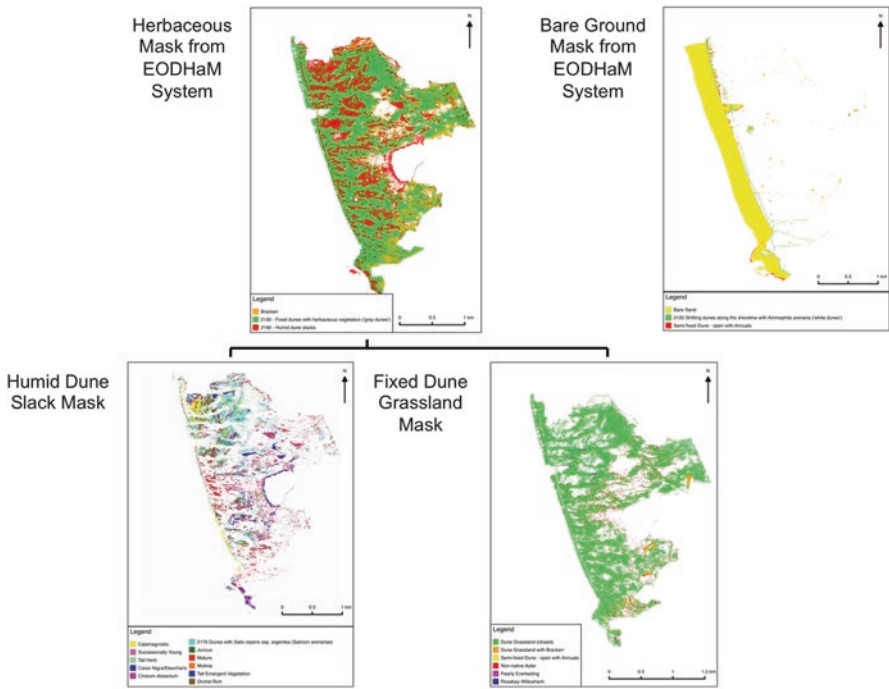 Herbaceous
Mask from
EODHaM
System
N
Legend
Bracken
2130 - Fixed dunes with herbaceous vegetation ('grey dunes')
2190 - Humid dune slacks
0 0.5 1 km
Bare Ground
Mask from
EODHaM
System
N
Legend
Bare Sand
2120 Shifting dunes along the shoreline with Ammophila arenaria ('white dunes')
Semi-fixed Dune - open with Annuals
0 0.5 1 km
Humid Dune
Slack Mask
N
Legend
Calamagrostis
Successionally Young
Tall Herb
Carex Nigra/Eleocharis
Cirsium dissectum
2170 Dunes with Salix repens ssp. argentea (Salicion arenariae)
Juncus
Mature
Molinia
Tall Emergent Vegetation
Orchid Rich
0 0.5 1 km
Fixed Dune
Grassland
Mask
N
Legend
Dune Grassland (closed)
Dune Grassland with Bracken
Semi-fixed Dune - open with Annuals
Non-native Aster
Pearly Everlasting
Rosebay Willowherb
0 0.5 1 1.5 km